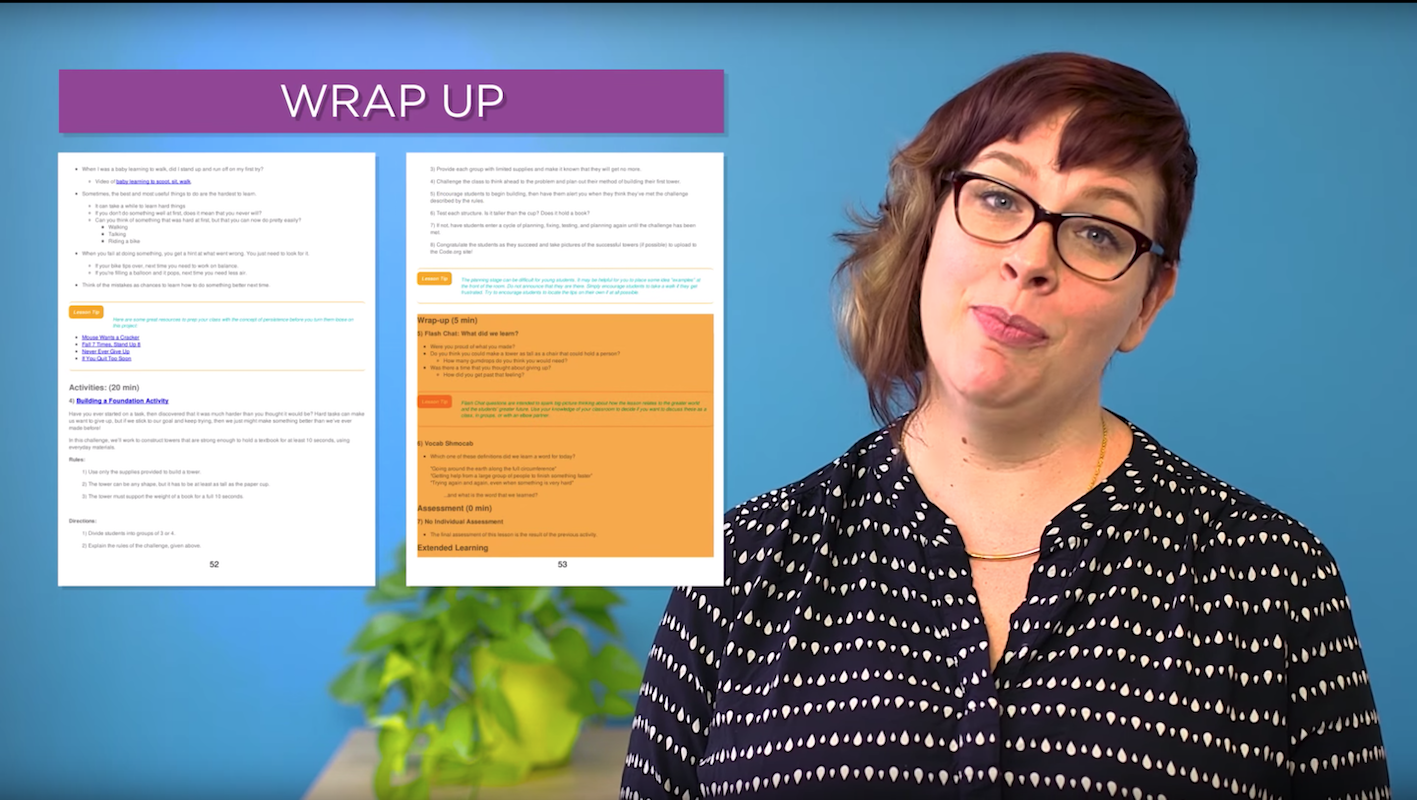 WRAP UP
When I was a baby learning to walk, did I stand up and run off on my first try?
Video of baby learning to scoot, sit, walk.
Sometimes, the best and most useful things to do are the hardest to learn.
It can take a while to learn hard things
If you don't do something well at first, does it mean that you never will?
Can you think of something that was hard at first, but that you can now do pretty easily?
Walking
Talking
Riding a bike
When you fail at doing something, you get a hint at what went wrong. You just need to look for it.
If your bike tips over, next time you need to work on balance.
If you're filling a balloon and it pops, next time you need less air.
Think of the mistakes as chances to learn how to do something better next time.
Lesson Tip
Here are some great resources to prep your class with the concept of persistence before you turn them loose on
this project:
Mouse Wants a Cracker
Fall 7 Times, Stand Up 8
Never Ever Give Up
If You Quit Too Soon
Activities: (20 min)
4) Building a Foundation Activity
Have you ever started on a task, then discovered that it was much harder than you thought it would be? Hard tasks can make
us want to give up, but if we stick to our goal and keep trying, then we just might make something better than we've ever
made before!
In this challenge, we'll work to construct towers that are strong enough to hold a textbook for at least 10 seconds, using
everyday materials.
Rules:
1) Use only the supplies provided to build a tower.
2) The tower can be any shape, but it has to be at least as tall as the paper cup.
3) The tower must support the weight of a book for a full 10 seconds.
Directions:
1) Divide students into groups of 3 or 4.
2) Explain the rules of the challenge, given above.
52
3) Provide each group with limited supplies and make it known that they will get no more.
4) Challenge the class to think ahead to the problem and plan out their method of building their first tower.
5) Encourage students to begin building, then have them alert you when they think they've met the challenge
described by the rules.
6) Test each structure. Is it taller than the cup? Does it hold a book?
7) If not, have students enter a cycle of planning, fixing, testing, and planning again until the challenge has been
met.
8) Congratulate the students as they succeed and take pictures of the successful towers (if possible) to upload to
the Code.org site!
Lesson Tip
The planning stage can be difficult for young students. It may be helpful for you to place some idea "examples" at
the front of the room. Do not announce that they are there. Simply encourage students to take a walk if they get
frustrated. Try to encourage students to locate the tips on their own if at all possible.
Wrap-up (5 min)
5) Flash Chat: What did we learn?
Were you proud of what you made?
Do you think you could make a tower as tall as a chair that could hold a person?
How many gumdrops do you think you would need?
Was there a time that you thought about giving up?
How did you get past that feeling?
Lesson Tip
Flash Chat questions are intended to spark big-picture thinking about how the lesson relates to the greater world
and the students' greater future. Use your knowledge of your classroom to decide if you want to discuss these as a
class, in groups, or with an elbow partner.
6) Vocab Shmocab
Which one of these definitions did we learn a word for today?
"Going around the earth along the full circumference"
"Getting help from a large group of people to finish something faster"
"Trying again and again, even when something is very hard"
...and what is the word that we learned?
Assessment (0 min)
7) No Individual Assessment
The final assessment of this lesson is the result of the previous activity.
Extended Learning
53